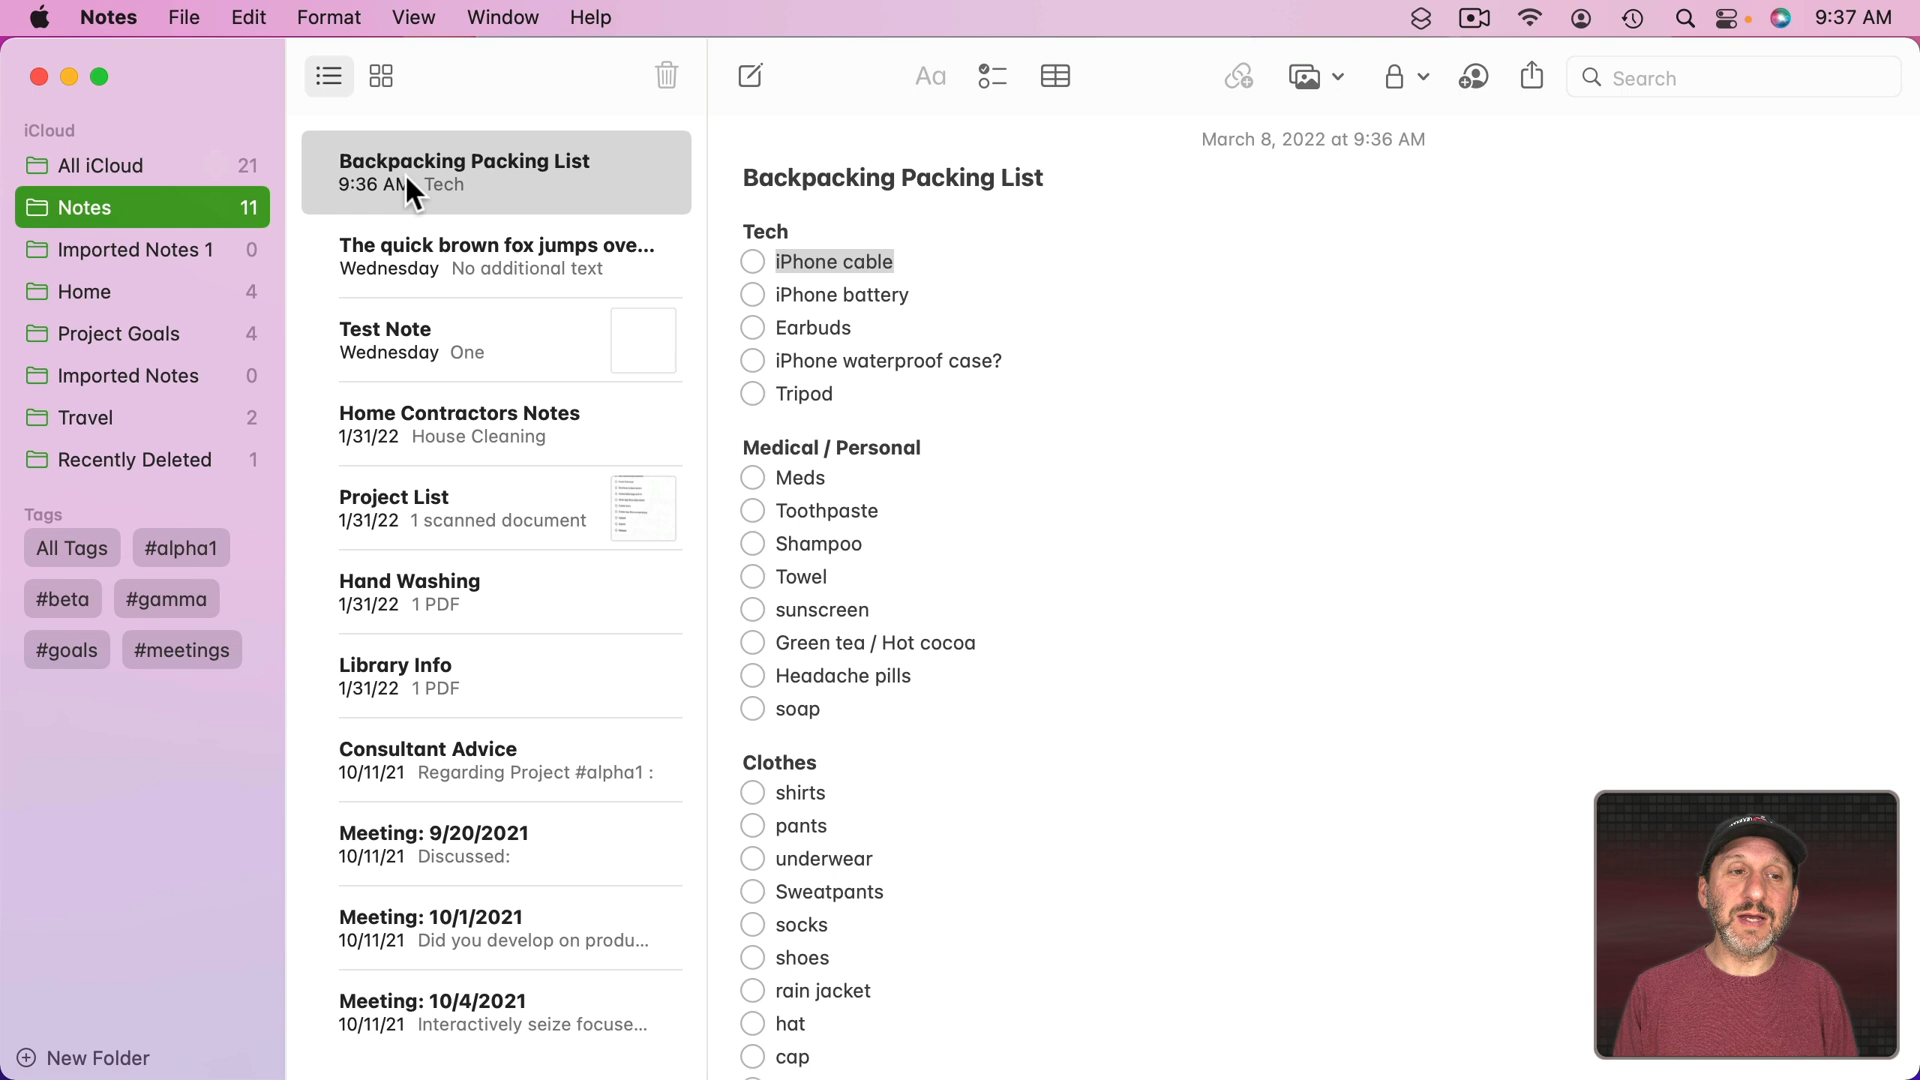 Notes File Edit Format View Window Help 9:37 AM
Aa Search
iCloud
All iCloud 21
Notes 11
Imported Notes 1 0
Home 4
Project Goals 4
Imported Notes 0
Travel 2
Recently Deleted 1
Tags
All Tags #alpha1
#beta #gamma
#goals #meetings
New Folder
Backpacking Packing List
9:36 AM Tech
The quick brown fox jumps ove...
Wednesday No additional text
Test Note
Wednesday One
Home Contractors Notes
1/31/22 House Cleaning
Project List
1/31/22 1 scanned document
Hand Washing
1/31/22 1 PDF
Library Info
1/31/22 1 PDF
Consultant Advice
10/11/21 Regarding Project #alpha1 :
Meeting: 9/20/2021
10/11/21 Discussed:
Meeting: 10/1/2021
10/11/21 Did you develop on produ...
Meeting: 10/4/2021
10/11/21 Interactively seize focuse...
March 8, 2022 at 9:36 AM
Backpacking Packing List
Tech
iPhone cable
iPhone battery
Earbuds
iPhone waterproof case?
Tripod
Medical / Personal
Meds
Toothpaste
Shampoo
Towel
sunscreen
Green tea / Hot cocoa
Headache pills
soap
Clothes
shirts
pants
underwear
Sweatpants
socks
shoes
rain jacket
hat
cap